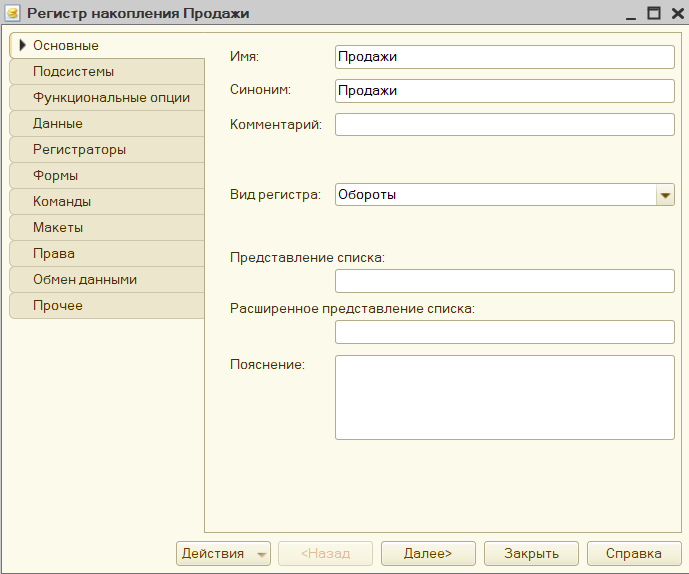 Регистр накопления Продажи
Основные
Подсистемы
Функциональные опции
Данные
Регистраторы
Формы
Команды
Макеты
Права
Обмен данными
Прочее
Имя: Продажи
Синоним: Продажи
Комментарий:
Вид регистра: Обороты
Представление списка:
Расширенное представление списка:
Пояснение:
Действия <Назад Далее> Закрыть Справка